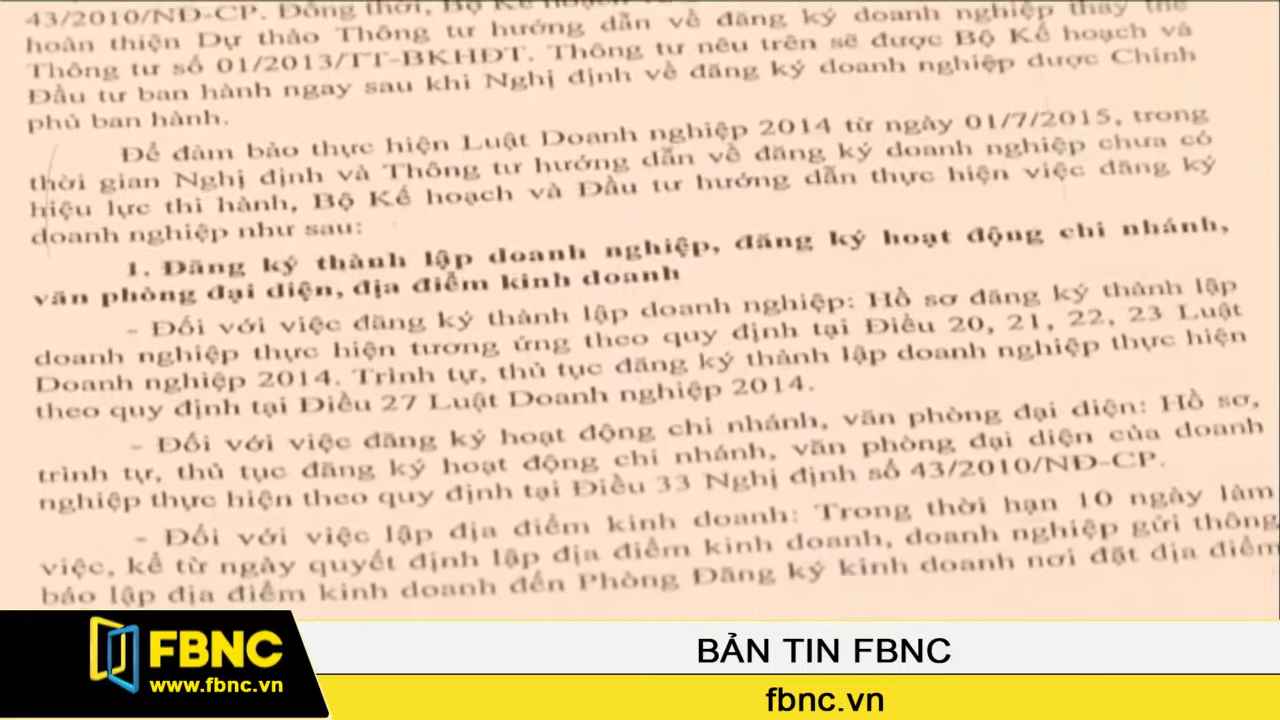 43/2010/NĐ-CP. Đồng thời, Bộ Kế hoạch
hoàn thiện Dự thảo Thông tư hướng dẫn về đăng ký doanh nghiệp thay thế
Thông tư số 01/2013/TT-BKHĐT. Thông tư nêu trên sẽ được Bộ Kế hoạch và
Đầu tư ban hành ngay sau khi Nghị định về đăng ký doanh nghiệp được Chính
phủ ban hành.
Để đảm bảo thực hiện Luật Doanh nghiệp 2014 từ ngày 01/7/2015, trong
thời gian Nghị định và Thông tư hướng dẫn về đăng ký doanh nghiệp chưa có
hiệu lực thi hành, Bộ Kế hoạch và Đầu tư hướng dẫn thực hiện việc đăng ký
doanh nghiệp như sau:
1. Đăng ký thành lập doanh nghiệp, đăng ký hoạt động chi nhánh,
văn phòng đại diện, địa điểm kinh doanh
- Đối với việc đăng ký thành lập doanh nghiệp: Hồ sơ đăng ký thành lập
doanh nghiệp thực hiện tương ứng theo quy định tại Điều 20, 21, 22, 23 Luật
Doanh nghiệp 2014. Trình tự, thủ tục đăng ký thành lập doanh nghiệp thực hiện
theo quy định tại Điều 27 Luật Doanh nghiệp 2014.
- Đối với việc đăng ký hoạt động chi nhánh, văn phòng đại diện: Hồ sơ,
trình tự, thủ tục đăng ký hoạt động chi nhánh, văn phòng đại diện của doanh
nghiệp thực hiện theo quy định tại Điều 33 Nghị định số 43/2010/NĐ-CP.
- Đối với việc lập địa điểm kinh doanh: Trong thời hạn 10 ngày làm
việc, kể từ ngày quyết định lập địa điểm kinh doanh, doanh nghiệp gửi thông
báo lập địa điểm kinh doanh đến Phòng Đăng ký kinh doanh nơi đặt địa điểm
FBNC
www.fbnc.vn
BẢN TIN FBNC
fbnc.vn